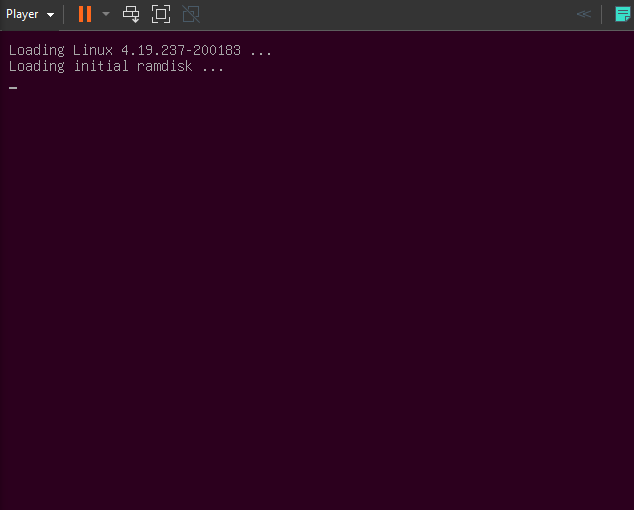 Player
Loading Linux 4.19.237-200183 ...
Loading initial ramdisk ...